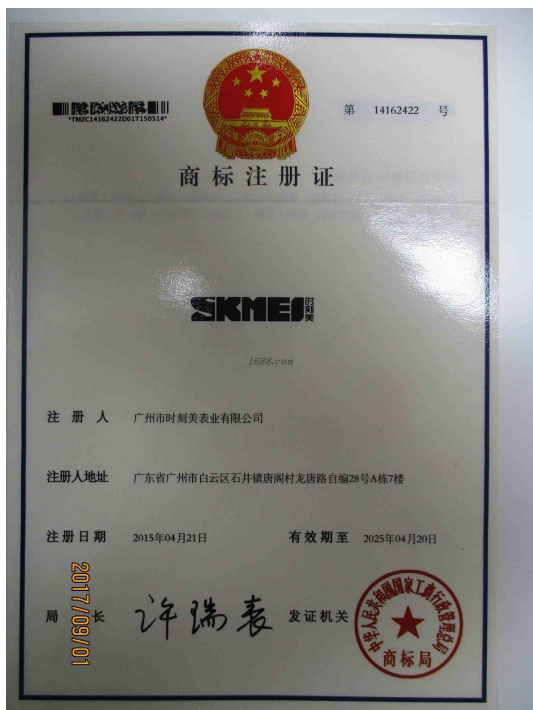 第 14162422 号
*TMZC14162422D01T150514*
商标注册证
SKMEI 时刻美
1688.com
注 册 人 广州市时刻美表业有限公司
注册人地址 广东省广州市白云区石井镇唐阁村龙唐路自编28号A栋7楼
注册日期 2015年04月21日 有效期至 2025年04月20日
局 长 许瑞表 发证机关
中华人民共和国国家工商行政管理总局
商标局
2017/09/01